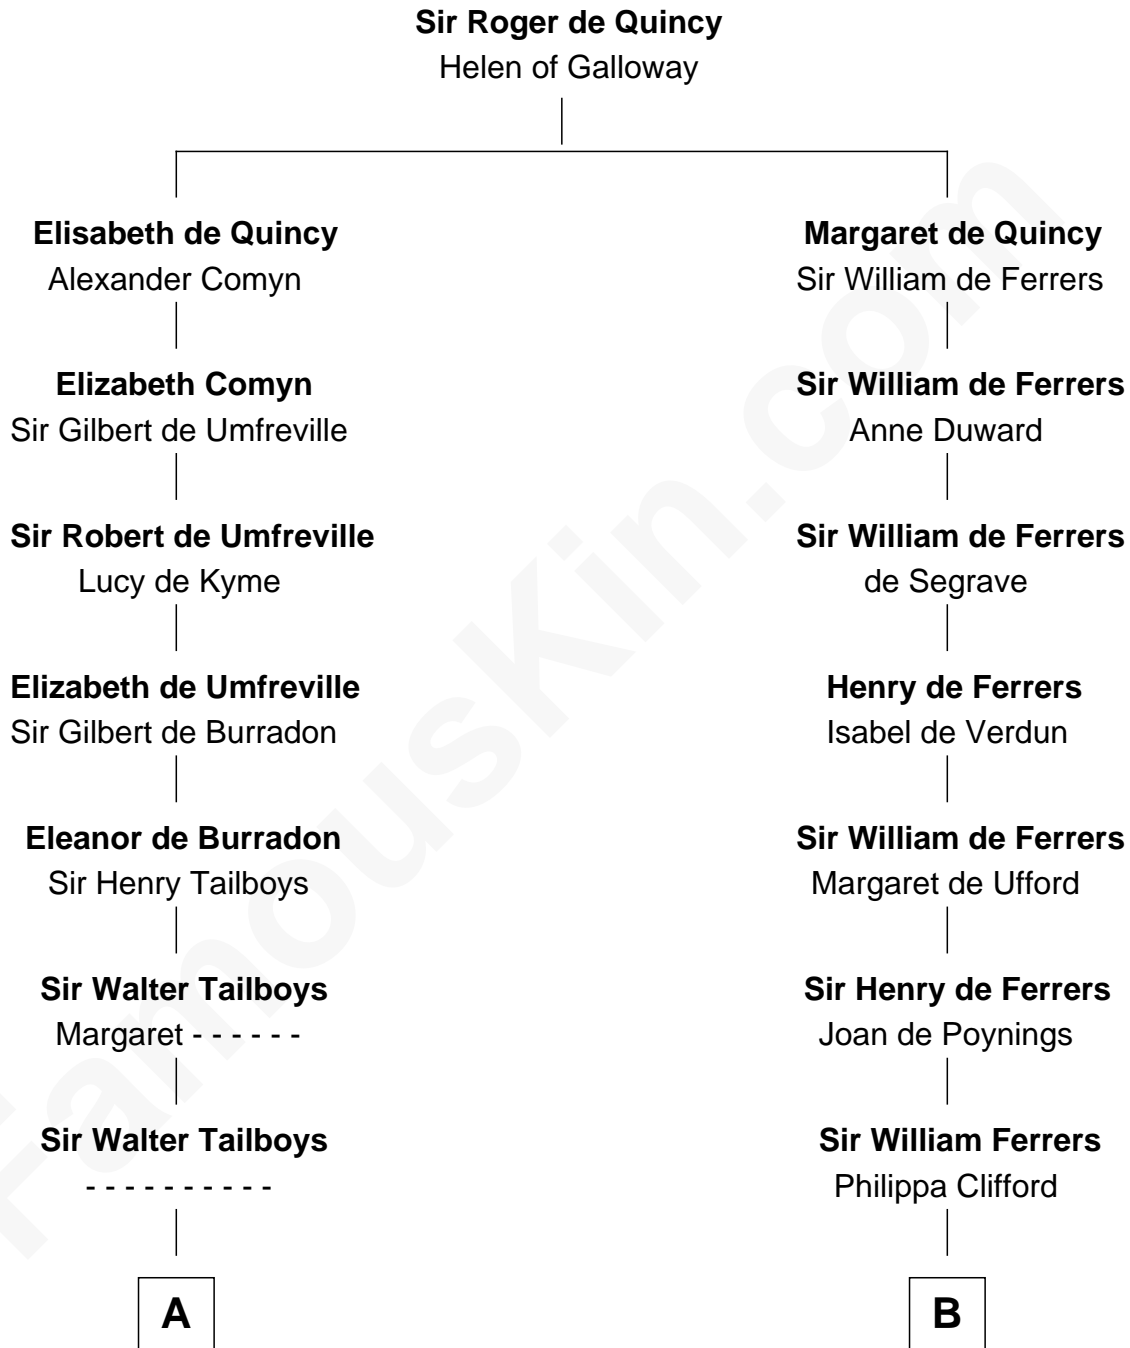 Sir Roger de Quincy
Helen of Galloway
Elisabeth de Quincy
Alexander Comyn
Elizabeth Comyn
Sir Gilbert de Umfreville
Sir Robert de Umfreville
Lucy de Kyme
Elizabeth de Umfreville
Sir Gilbert de Burradon
Eleanor de Burradon
Sir Henry Tailboys
Sir Walter Tailboys
Margaret - - - - - -
Sir Walter Tailboys
- - - - - - - - - -
A
Margaret de Quincy
Sir William de Ferrers
Sir William de Ferrers
Anne Duward
Sir William de Ferrers
de Segrave
Henry de Ferrers
Isabel de Verdun
Sir William de Ferrers
Margaret de Ufford
Sir Henry de Ferrers
Joan de Poynings
Sir William Ferrers
Philippa Clifford
B
FamousKin.com